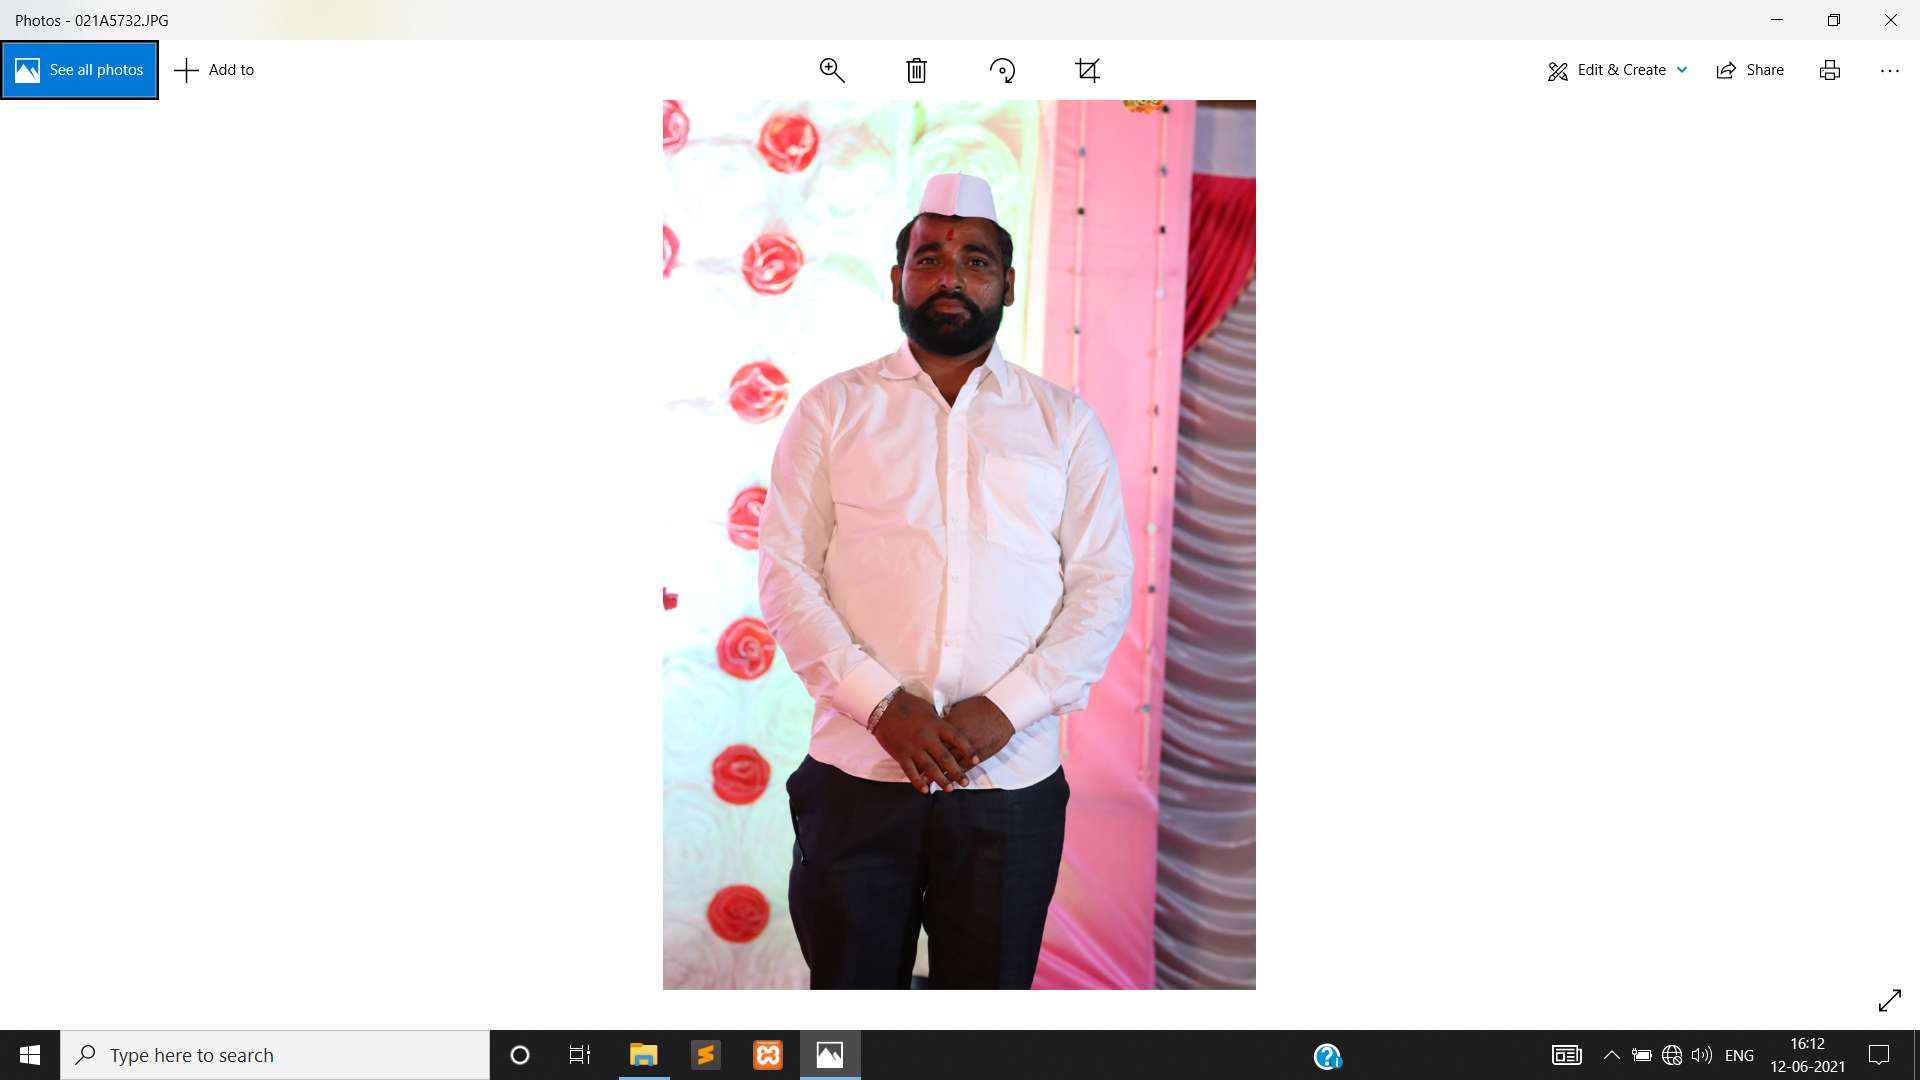 Photos - 021A5732.JPG
See all photos
Add to
Edit & Create
Share
Type here to search
ENG
16:12
12-06-2021